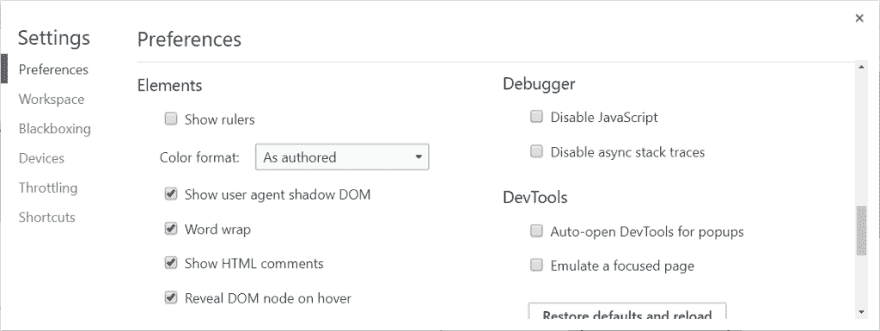 Settings
Preferences
Workspace
Blackboxing
Devices
Throttling
Shortcuts
Preferences
Elements
Show rulers
Color format: As authored
Show user agent shadow DOM
Word wrap
Show HTML comments
Reveal DOM node on hover
Debugger
Disable JavaScript
Disable async stack traces
DevTools
Auto-open DevTools for popups
Emulate a focused page
Restore defaults and reload